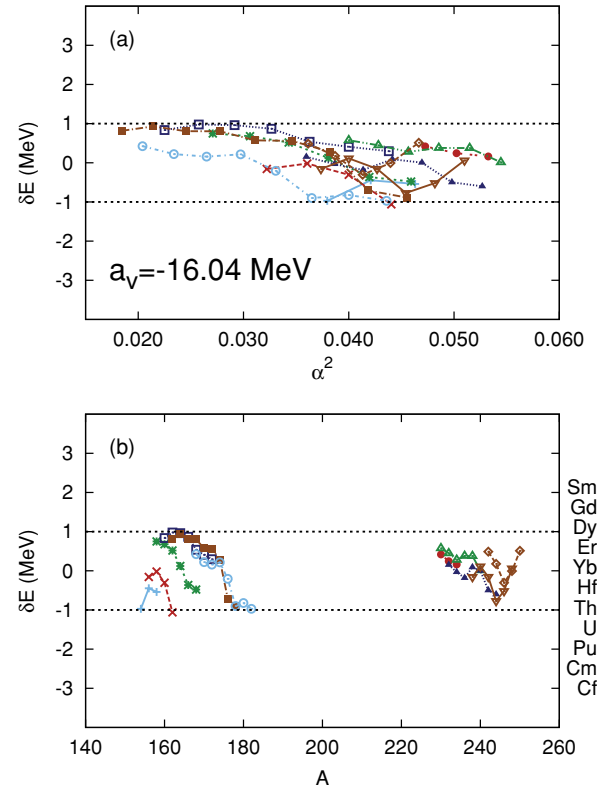 (a)
3
2
1
0
-1
-2
-3
δE (MeV)
a_v=-16.04 MeV
0.020
0.030
0.040
0.050
0.060
α²
(b)
3
2
1
0
-1
-2
-3
δE (MeV)
140
160
180
200
220
240
260
A
Sm
Gd
Dy
Er
Yb
Hf
Th
U
Pu
Cm
Cf